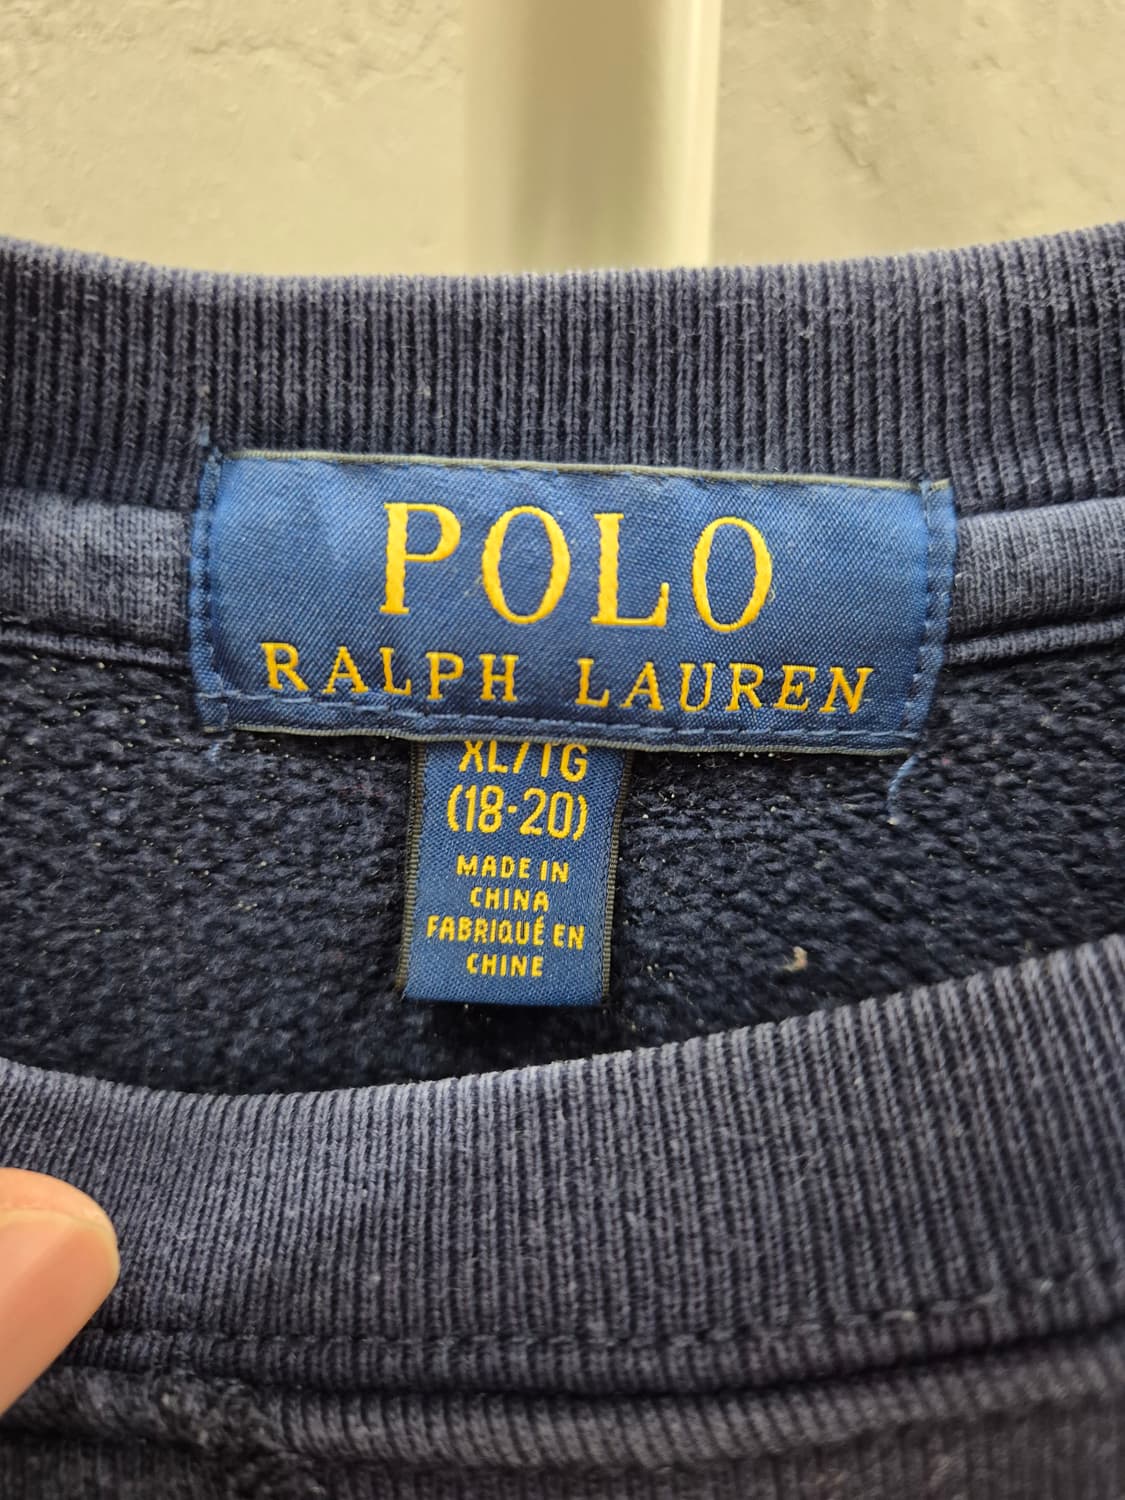 POLO
RALPH LAUREN
XL/TG
(18-20)
MADE IN
CHINA
FABRIQUÉ EN
CHINE